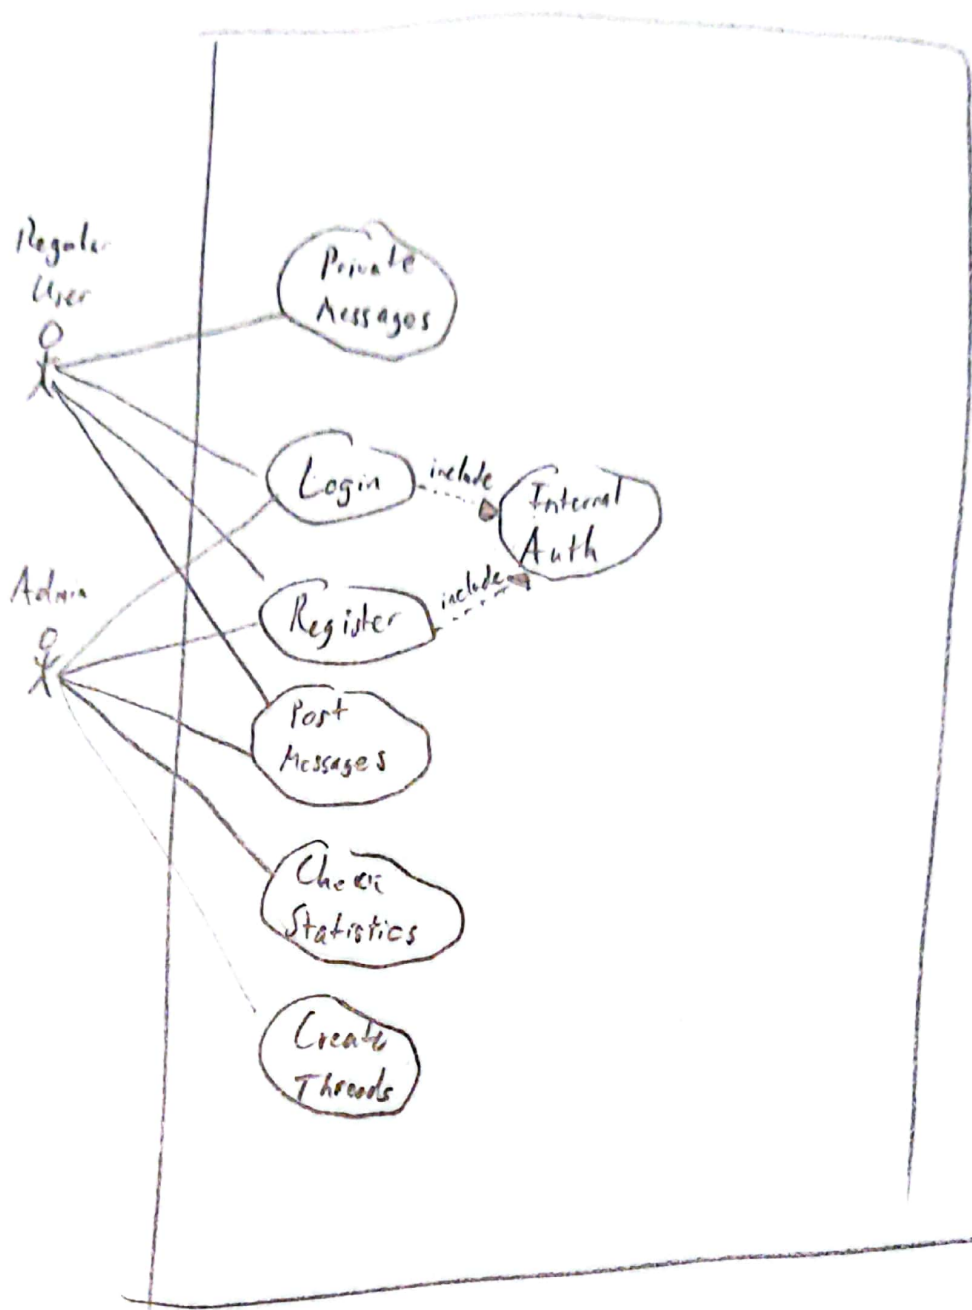 Regular
User
Private
Messages
Login
include
Internal
Auth
Admin
Register
include
Post
Messages
Check
Statistics
Create
Threads